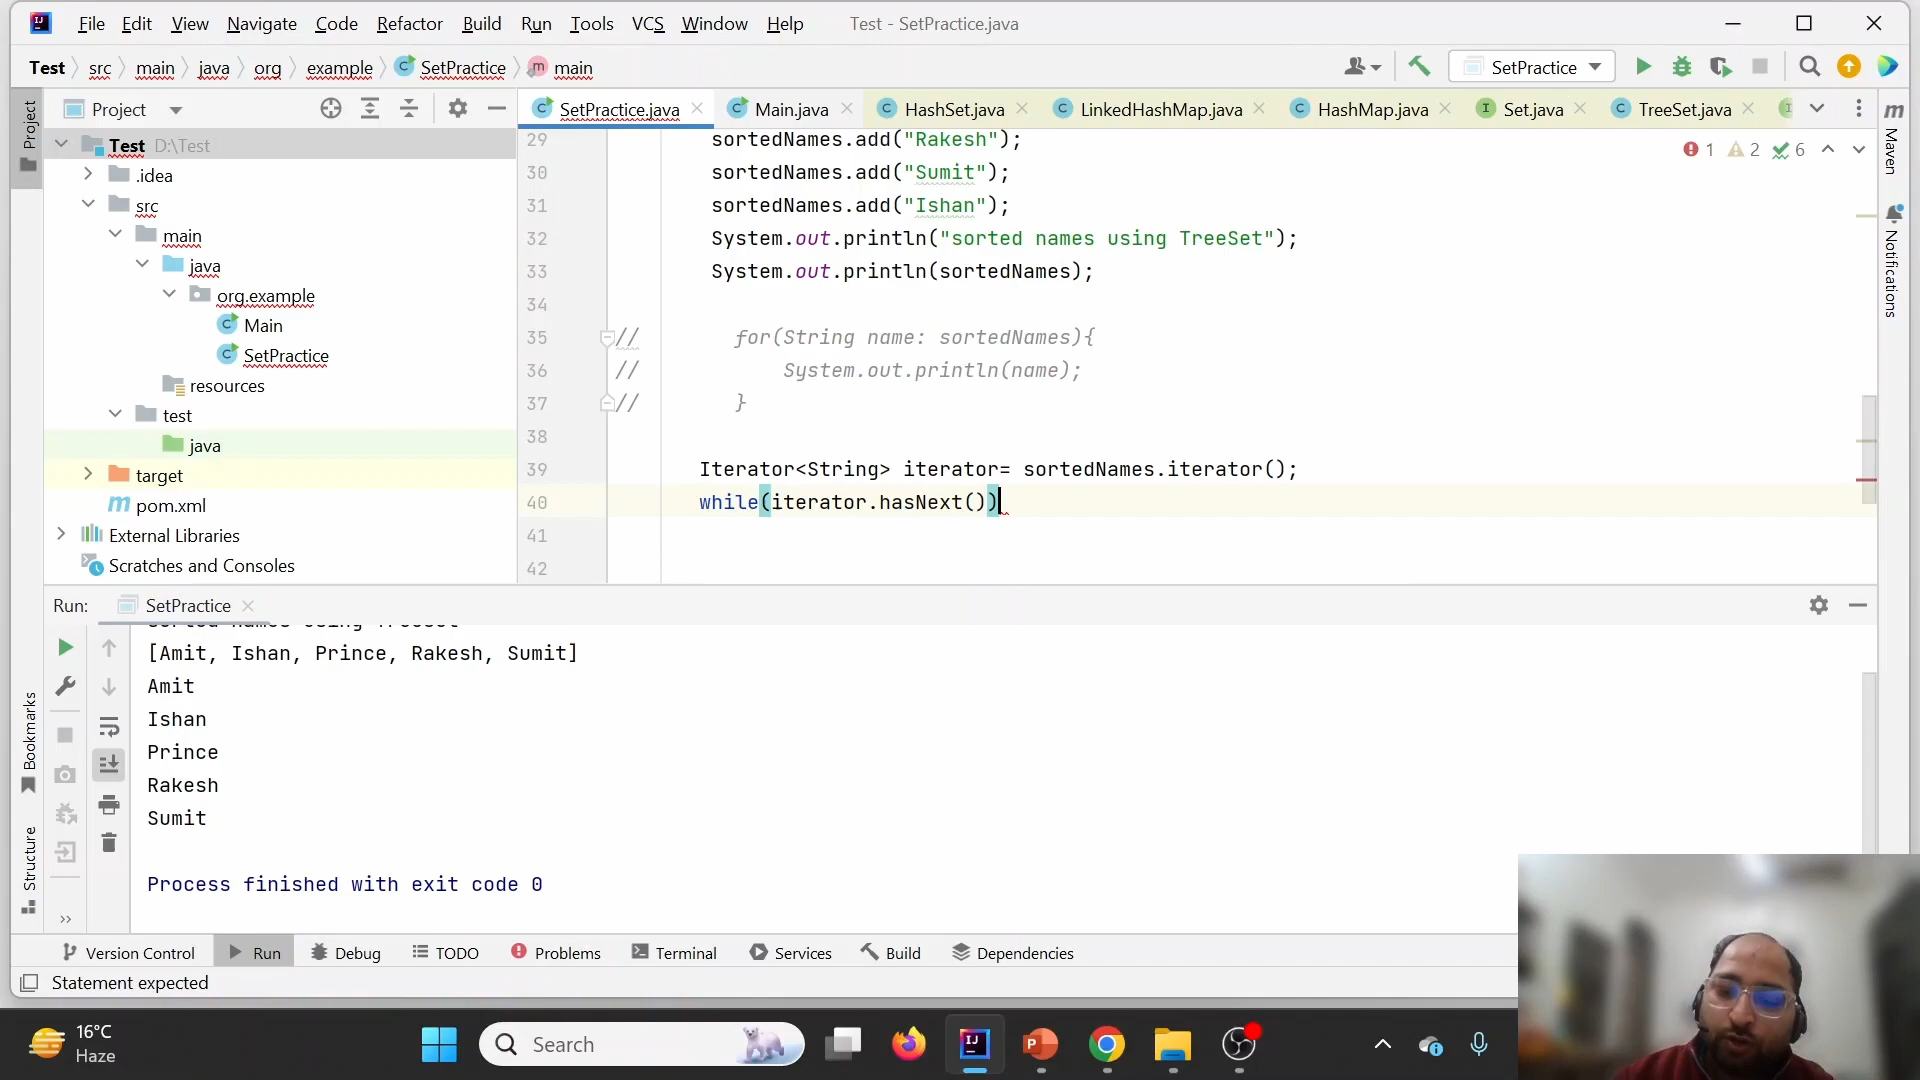 File Edit View Navigate Code Refactor Build Run Tools VCS Window Help Test - SetPractice.java
Test src main java org example SetPractice main
SetPractice
Project
SetPractice.java Main.java HashSet.java LinkedHashMap.java HashMap.java Set.java TreeSet.java
Project
Test D:\Test
.idea
src
main
java
org.example
Main
SetPractice
resources
test
java
target
pom.xml
External Libraries
Scratches and Consoles
1 2 6
29 sortedNames.add("Rakesh");
30 sortedNames.add("Sumit");
31 sortedNames.add("Ishan");
32 System.out.println("sorted names using TreeSet");
33 System.out.println(sortedNames);
34
35 // for(String name: sortedNames){
36 // System.out.println(name);
37 // }
38
39 Iterator<String> iterator= sortedNames.iterator();
40 while(iterator.hasNext())
41
42
Maven
Notifications
Run: SetPractice
[Amit, Ishan, Prince, Rakesh, Sumit]
Amit
Ishan
Prince
Rakesh
Sumit
Process finished with exit code 0
Bookmarks
Structure
Version Control Run Debug TODO Problems Terminal Services Build Dependencies
Statement expected
16°C
Haze
Search